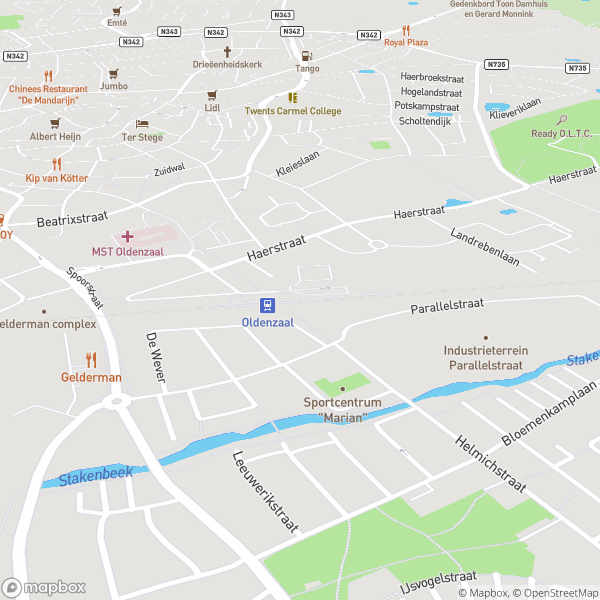 Emté
N343
N343
N342
Gedenkbord Toon Damhuis
en Gerard Monnink
N342
N342
N342
Royal Plaza
N342
Drieëenheidskerk
Tango
N735
N735
Chinees Restaurant
"De Mandarijn"
Jumbo
Haerbroekstraat
Hogelandstraat
Potskampstraat
Scholtendijk
Lidl
Twents Carmel College
Klieveriklaan
Albert Heijn
Ter Stege
Ready O.L.T.C.
Kip van Kötter
Zuidwal
Kleieslaan
Haerstraat
Beatrixstraat
Haerstraat
OY
MST Oldenzaal
Haerstraat
Landrebenlaan
Spoorstraat
Parallelstraat
elderman complex
Oldenzaal
De Wever
Industrieterrein
Parallelstraat
Stake
Gelderman
Sportcentrum
"Marian"
Bloemenkamplaan
Helmichstraat
Stakenbeek
Leeuwerikstraat
IJsvogelstraat
mapbox
© Mapbox, © OpenStreetMap